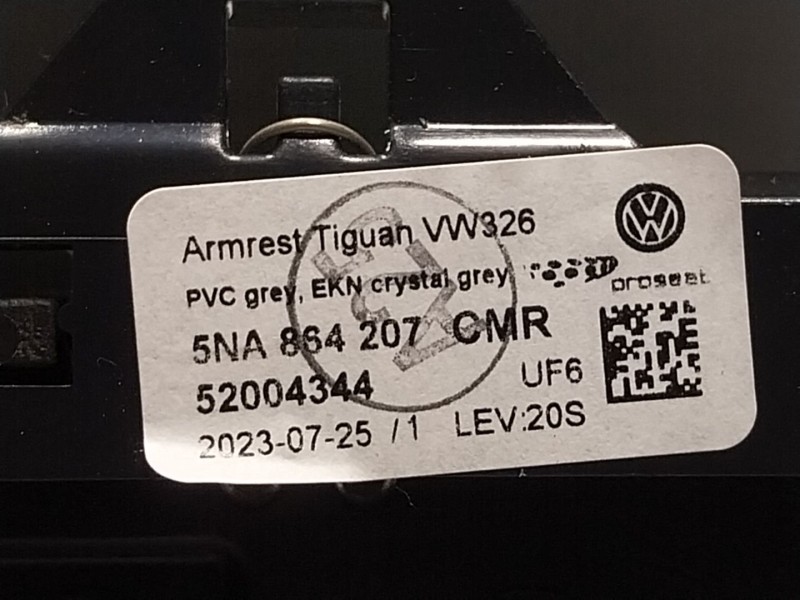 Armrest Tiguan VW326
PVC grey, EKN crystal grey
proseat
5NA 864 207 CMR
52004344 UF6
2023-07-25 /1 LEV:20S